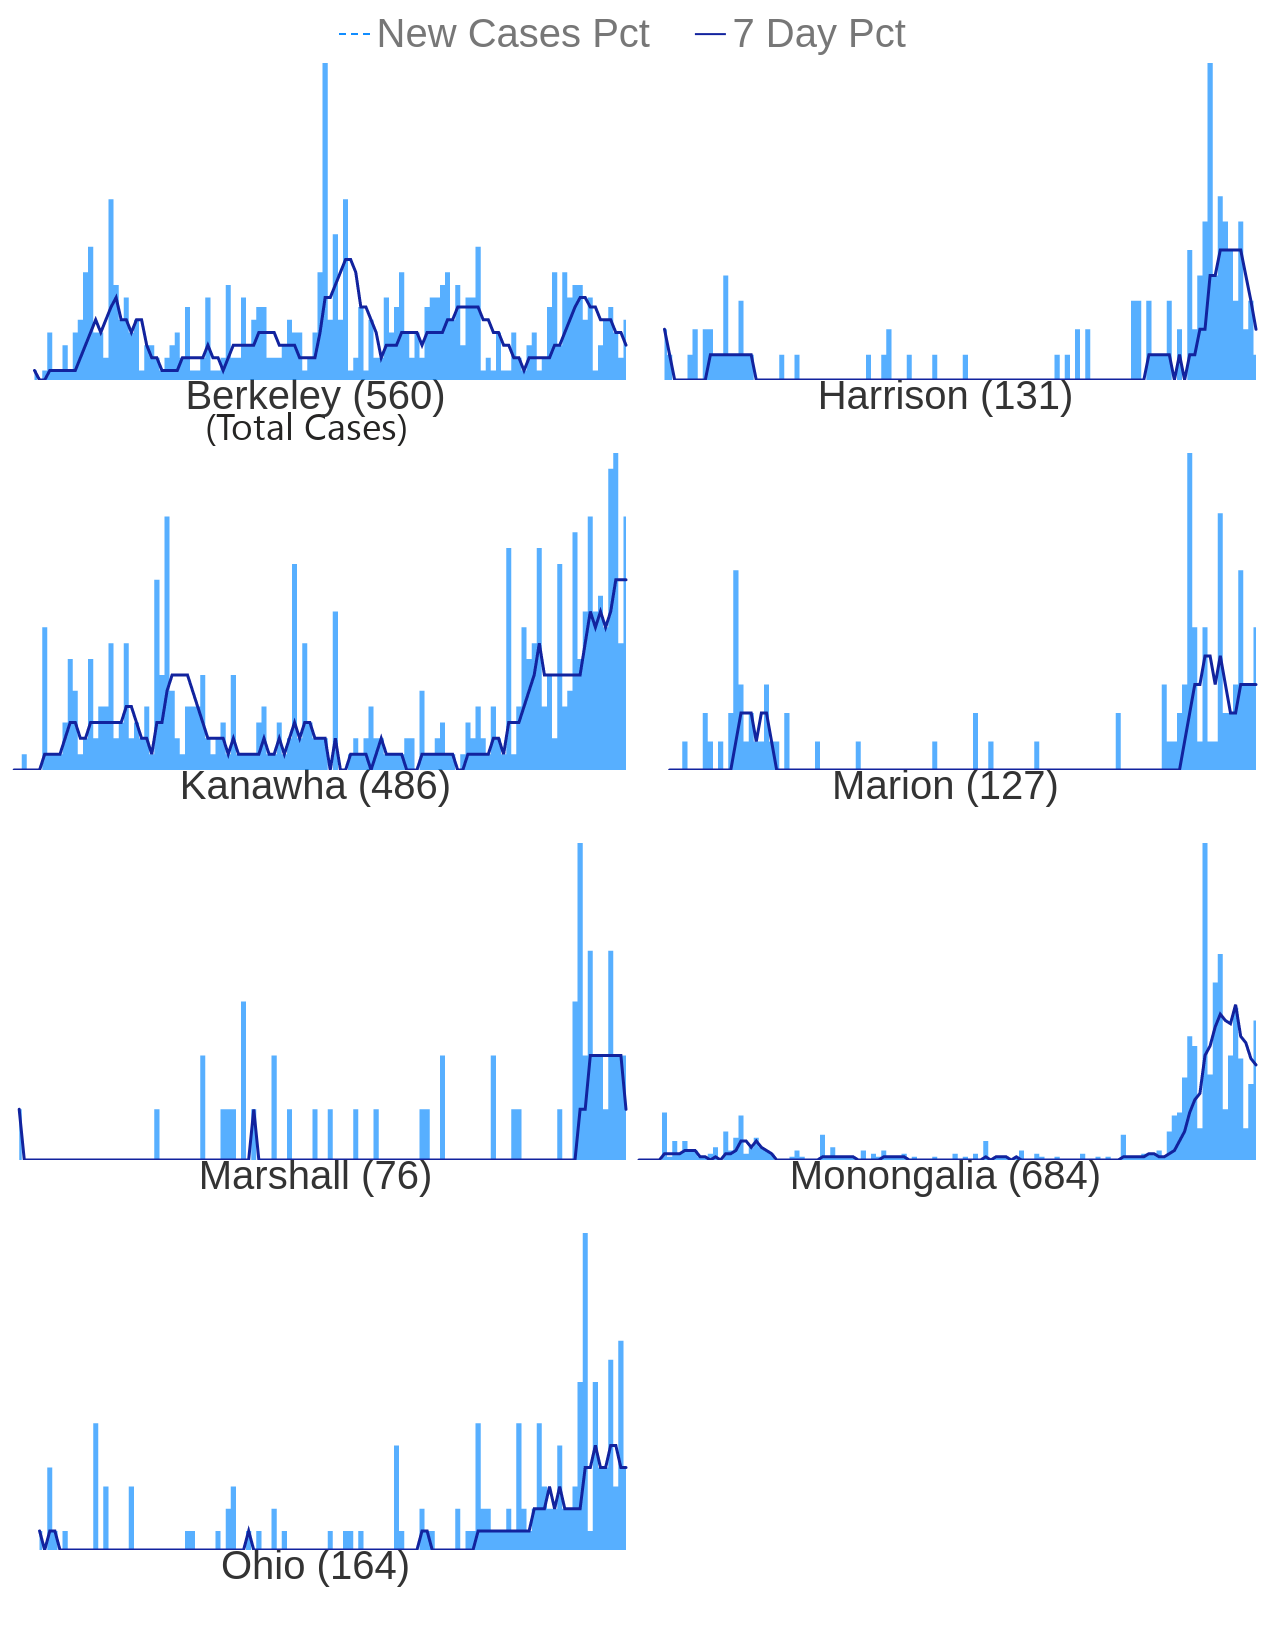 New Cases Pct 7 Day Pct
Berkeley (560) Harrison (131)
(Total Cases)
Kanawha (486) Marion (127)
Marshall (76) Monongalia (684)
Ohio (164)